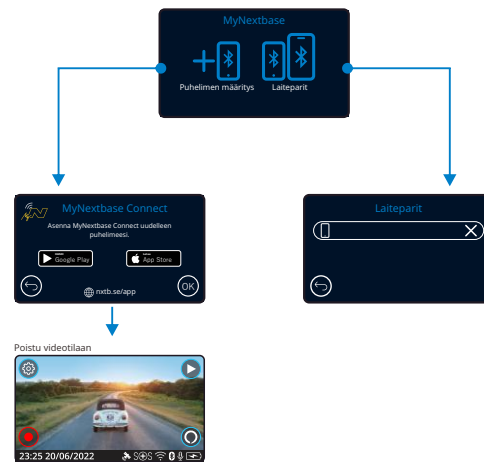 MyNextbase
Puhelimen määritys
Laiteparit
MyNextbase Connect
Asenna MyNextbase Connect uudelleen
puhelimeesi.
Google Play
App Store
OK
nxtb.se/app
Laiteparit
Poistu videotilaan
23:25 20/06/2022
SOS